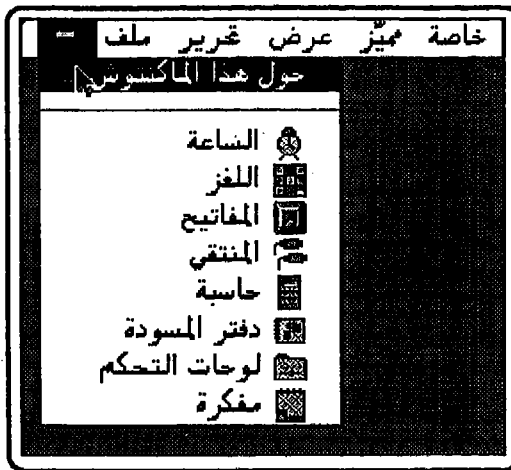 خاصة مميّز عرض تحرير ملف
حول هذا الماكنتوش
الساعة
اللغز
المفاتيح
المنتقي
حاسبة
دفتر المسودة
لوحات التحكم
مفكرة